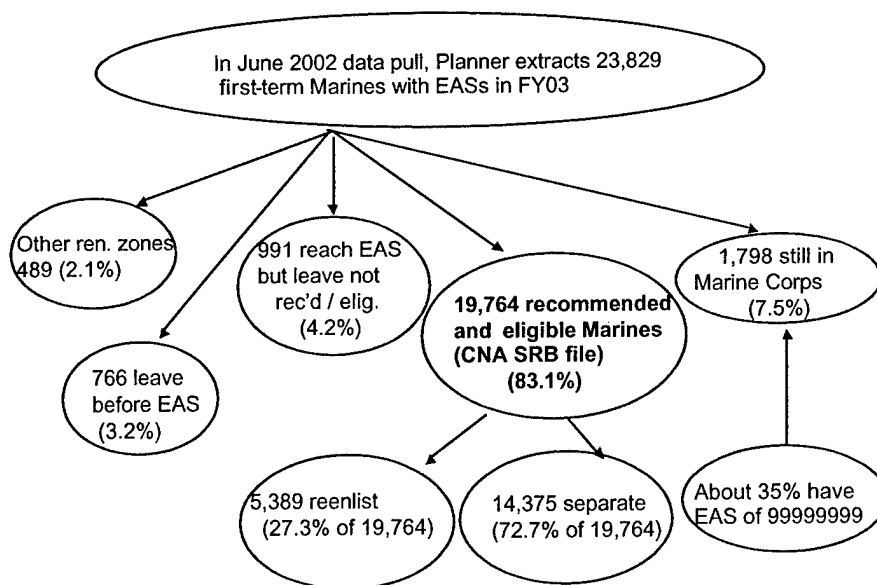 In June 2002 data pull, Planner extracts 23,829
first-term Marines with EASs in FY03
Other ren. zones
489 (2.1%)
766 leave
before EAS
(3.2%)
991 reach EAS
but leave not
rec'd / elig.
(4.2%)
19,764 recommended
and eligible Marines
(CNA SRB file)
(83.1%)
1,798 still in
Marine Corps
(7.5%)
5,389 reenlist
(27.3% of 19,764)
14,375 separate
(72.7% of 19,764)
About 35% have
EAS of 99999999